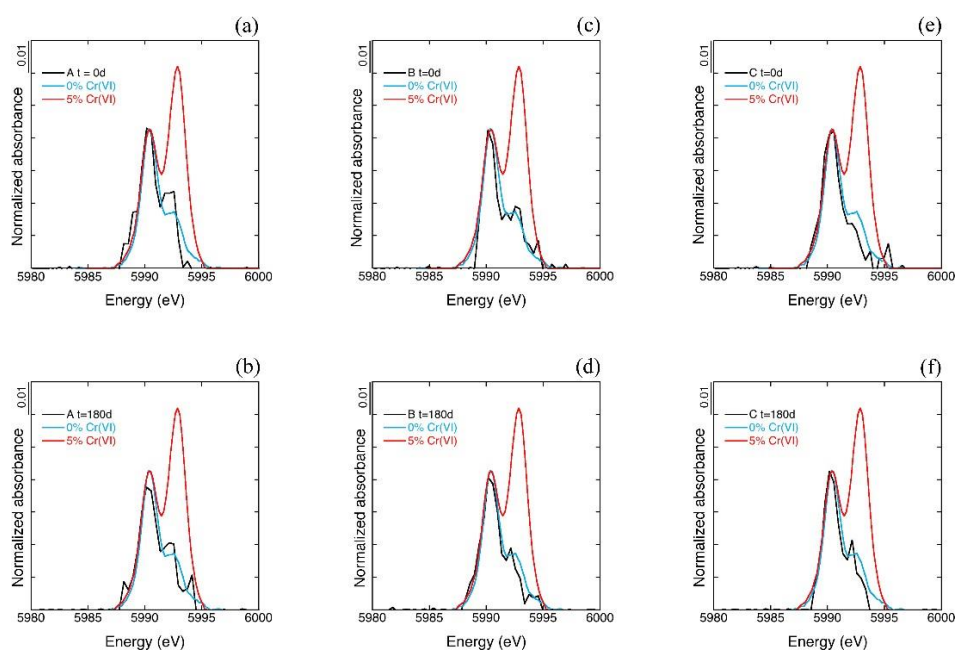 (a)
0.01
A t = 0d
0% Cr(VI)
5% Cr(VI)
Normalized absorbance
5980 5985 5990 5995 6000
Energy (eV)
(c)
0.01
B t=0d
0% Cr(VI)
5% Cr(VI)
Normalized absorbance
5980 5985 5990 5995 6000
Energy (eV)
(e)
0.01
C t=0d
0% Cr(VI)
5% Cr(VI)
Normalized absorbance
5980 5985 5990 5995 6000
Energy (eV)
(b)
0.01
A t=180d
0% Cr(VI)
5% Cr(VI)
Normalized absorbance
5980 5985 5990 5995 6000
Energy (eV)
(d)
0.01
B t=180d
0% Cr(VI)
5% Cr(VI)
Normalized absorbance
5980 5985 5990 5995 6000
Energy (eV)
(f)
0.01
C t=180d
0% Cr(VI)
5% Cr(VI)
Normalized absorbance
5980 5985 5990 5995 6000
Energy (eV)